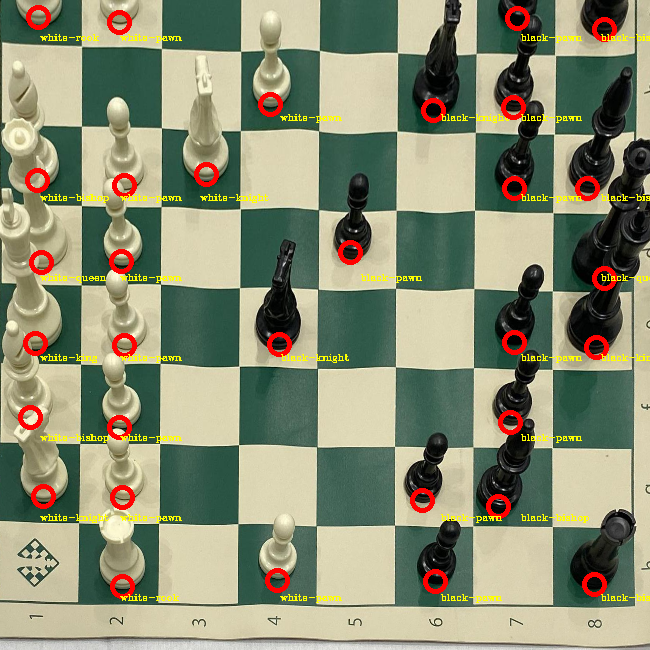 white-rook white-pawn black-pawn
white-pawn black-knight black-pawn
white-bishop white-pawn white-knight black-pawn
white-queen white-pawn black-pawn
white-king white-pawn black-knight black-pawn
white-bishop white-pawn black-pawn
white-knight white-pawn black-pawn black-bishop
white-rook white-pawn black-pawn
1 2 3 4 5 6 7 8